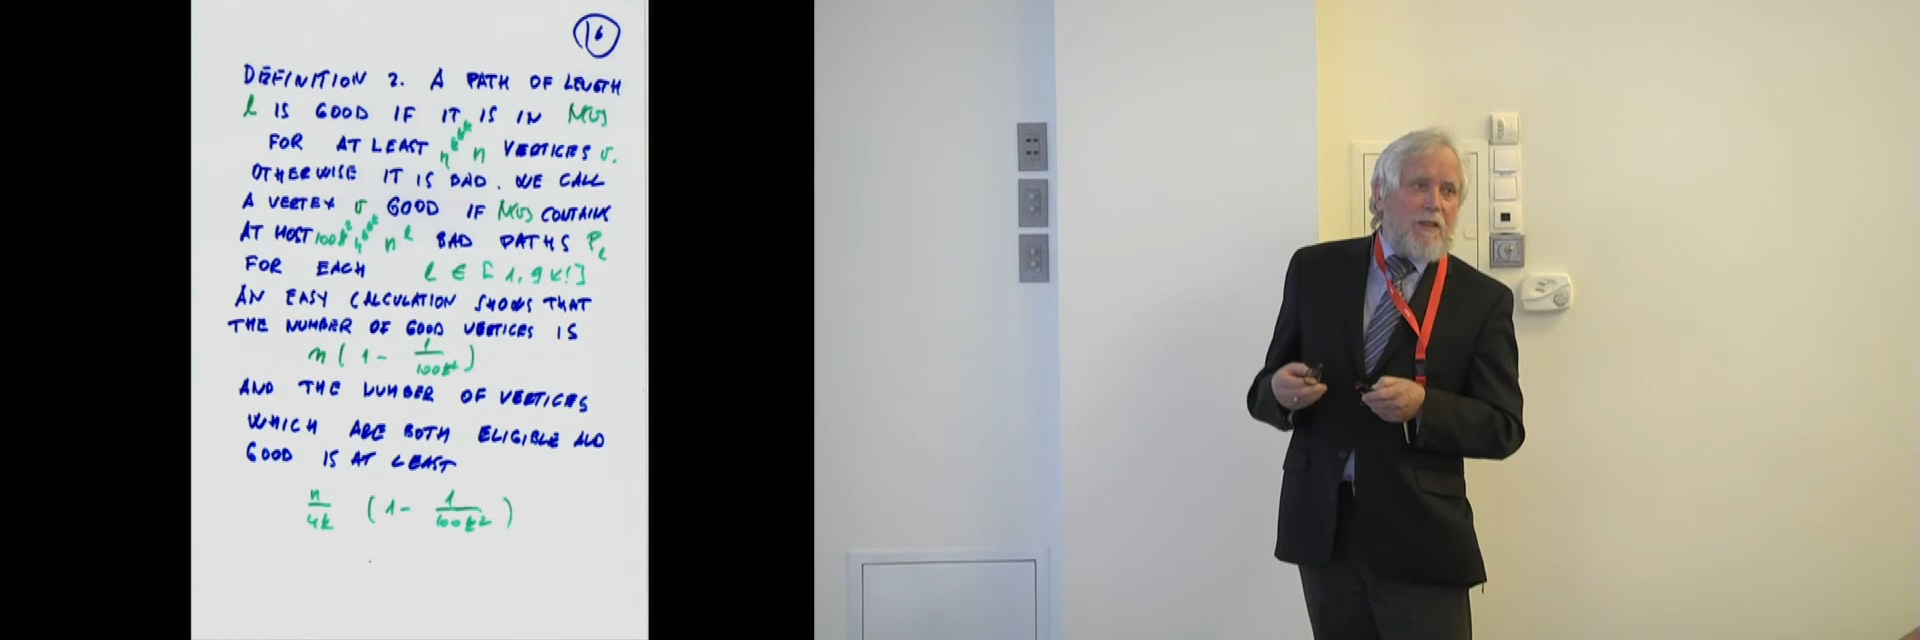 16
DEFINITION 2. A PATH OF LENGTH
l IS GOOD IF IT IS IN N(v)
FOR AT LEAST n VERTICES v.
OTHERWISE IT IS BAD. WE CALL
A VERTEX v GOOD IF N(v) CONTAINS
AT MOST n^l BAD PATHS P_l
FOR EACH l ∈ [1, 9k!]
AN EASY CALCULATION SHOWS THAT
THE NUMBER OF GOOD VERTICES IS
n(1 - 1/100k²)
AND THE NUMBER OF VERTICES
WHICH ARE BOTH ELIGIBLE AND
GOOD IS AT LEAST
n/4k (1 - 1/100k²)